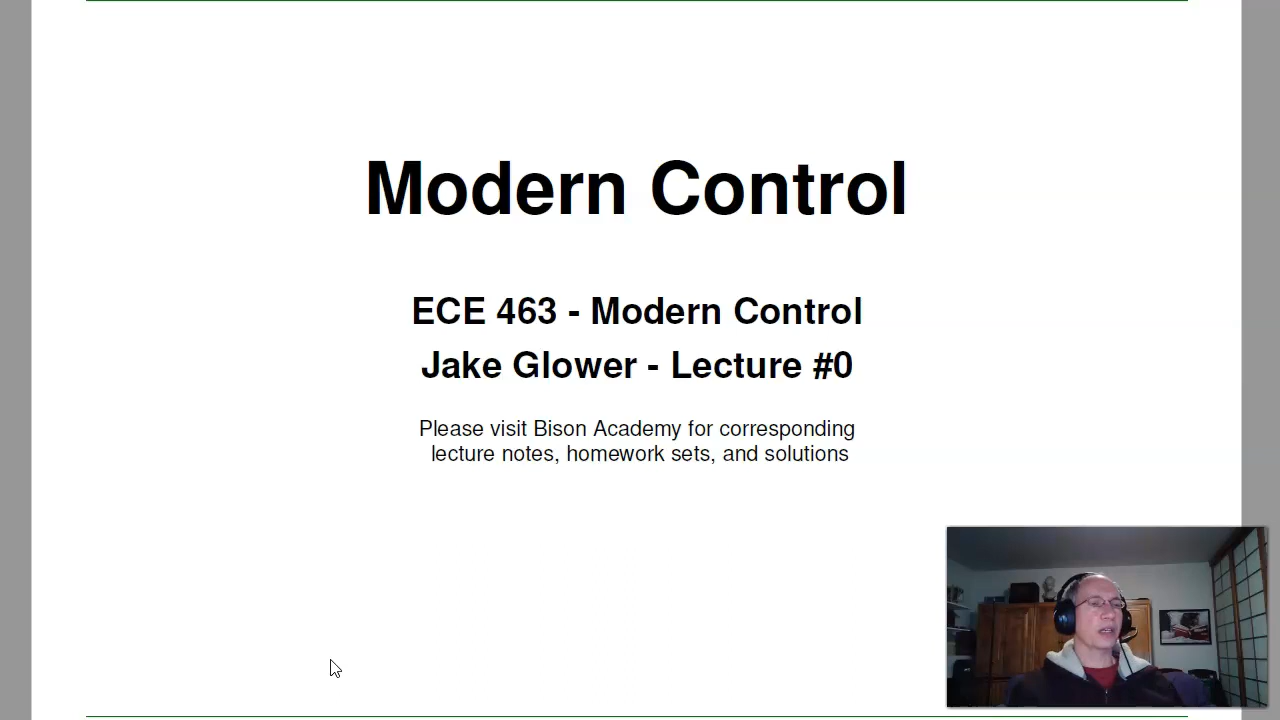 Modern Control
ECE 463 - Modern Control
Jake Glower - Lecture #0
Please visit Bison Academy for corresponding
lecture notes, homework sets, and solutions